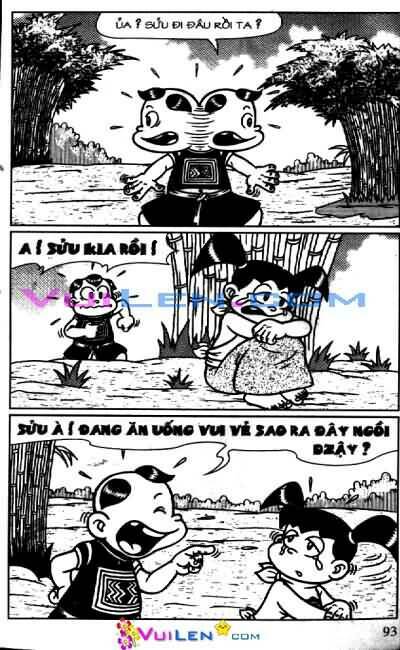 ỦA ? SỬU ĐI ĐÂU RỒI TA ?
A ! SỬU KIA RỒI !
VUILEN.COM
SỬU À ! ĐANG ĂN UỐNG VUI VẺ SAO RA ĐÂY NGỒI
DZẬY ?
93
VUILEN.COM